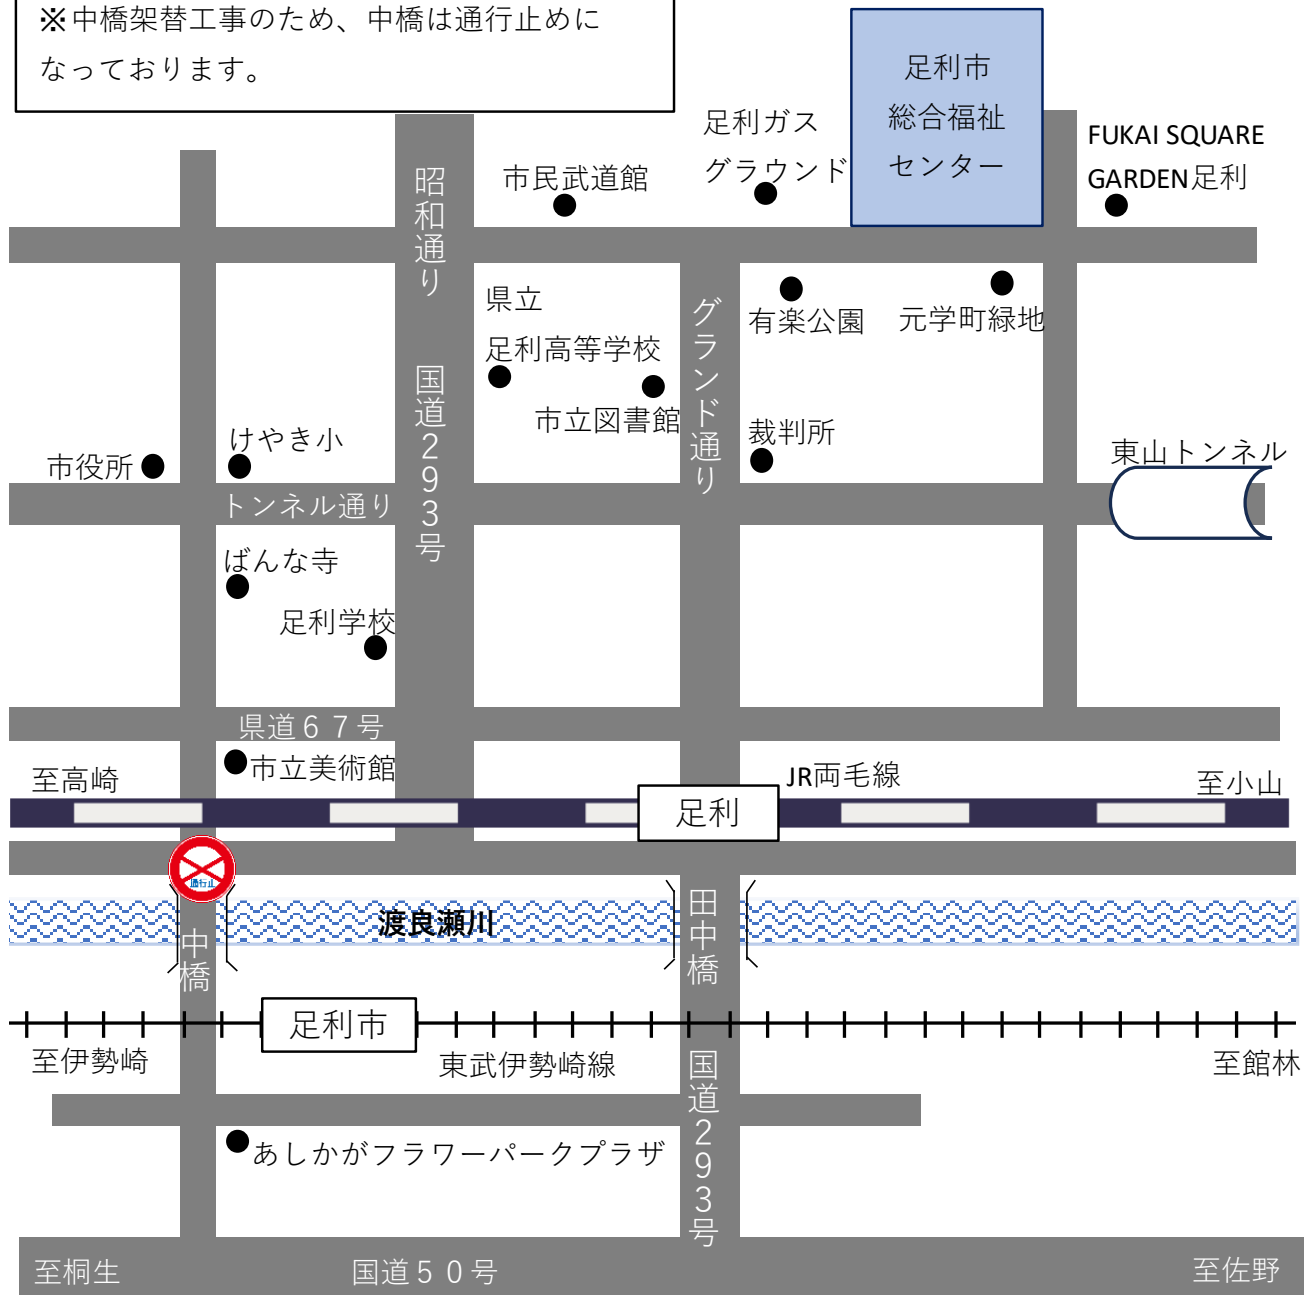 ※中橋架替工事のため、中橋は通行止めに
なっております。
足利市
総合福祉
センター
足利ガス
グラウンド
FUKAI SQUARE
GARDEN足利
市民武道館
昭和通り
国道293号
県立
足利高等学校
市立図書館
グランド通り
有楽公園
元学町緑地
裁判所
東山トンネル
市役所
けやき小
トンネル通り
ばんな寺
足利学校
県道67号
市立美術館
至高崎
足利
JR両毛線
至小山
通行止
渡良瀬川
中橋
田中橋
足利市
至伊勢崎
東武伊勢崎線
至館林
国道293号
あしかがフラワーパークプラザ
至桐生
国道50号
至佐野